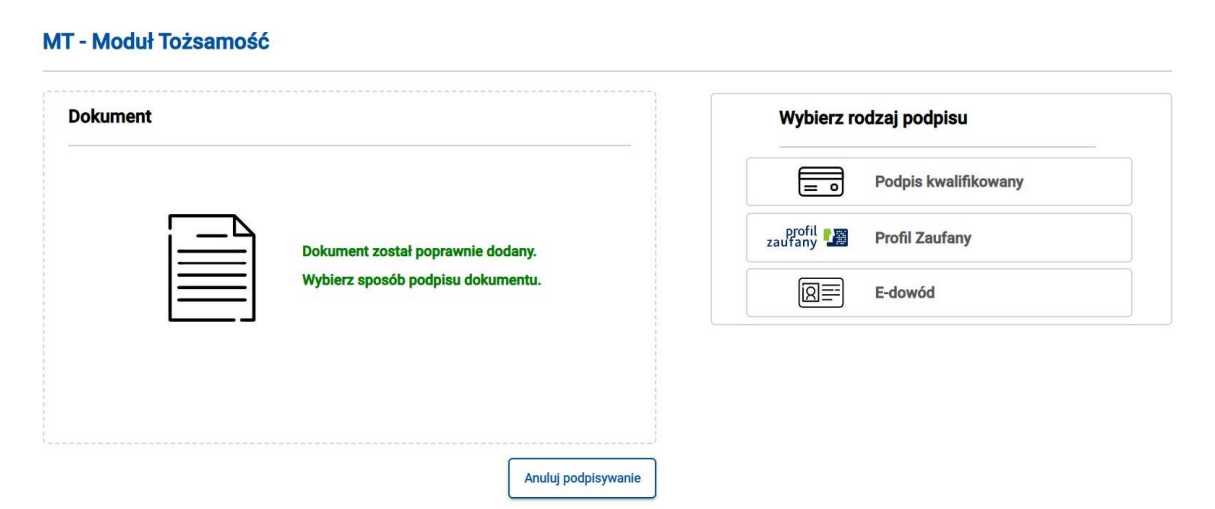 MT - Moduł Tożsamość
Dokument
Dokument został poprawnie dodany.
Wybierz sposób podpisu dokumentu.
Anuluj podpisywanie
Wybierz rodzaj podpisu
Podpis kwalifikowany
profil
zaufany
Profil Zaufany
E-dowód